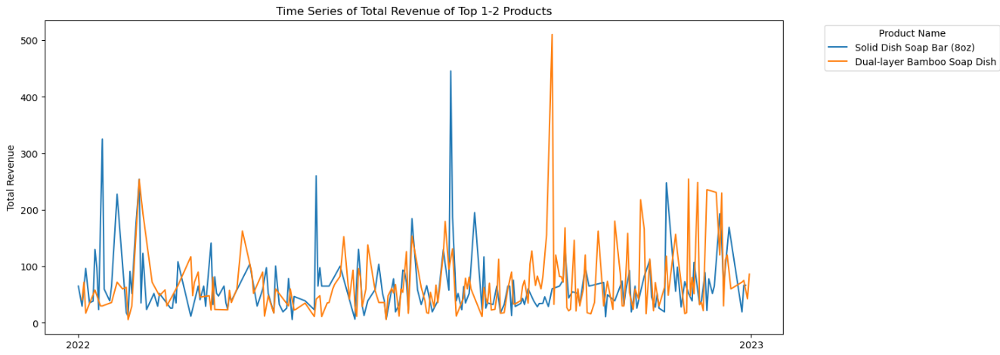 Time Series of Total Revenue of Top 1-2 Products
Product Name
Solid Dish Soap Bar (8oz)
Dual-layer Bamboo Soap Dish
Total Revenue
500
400
300
200
100
0
2022
2023